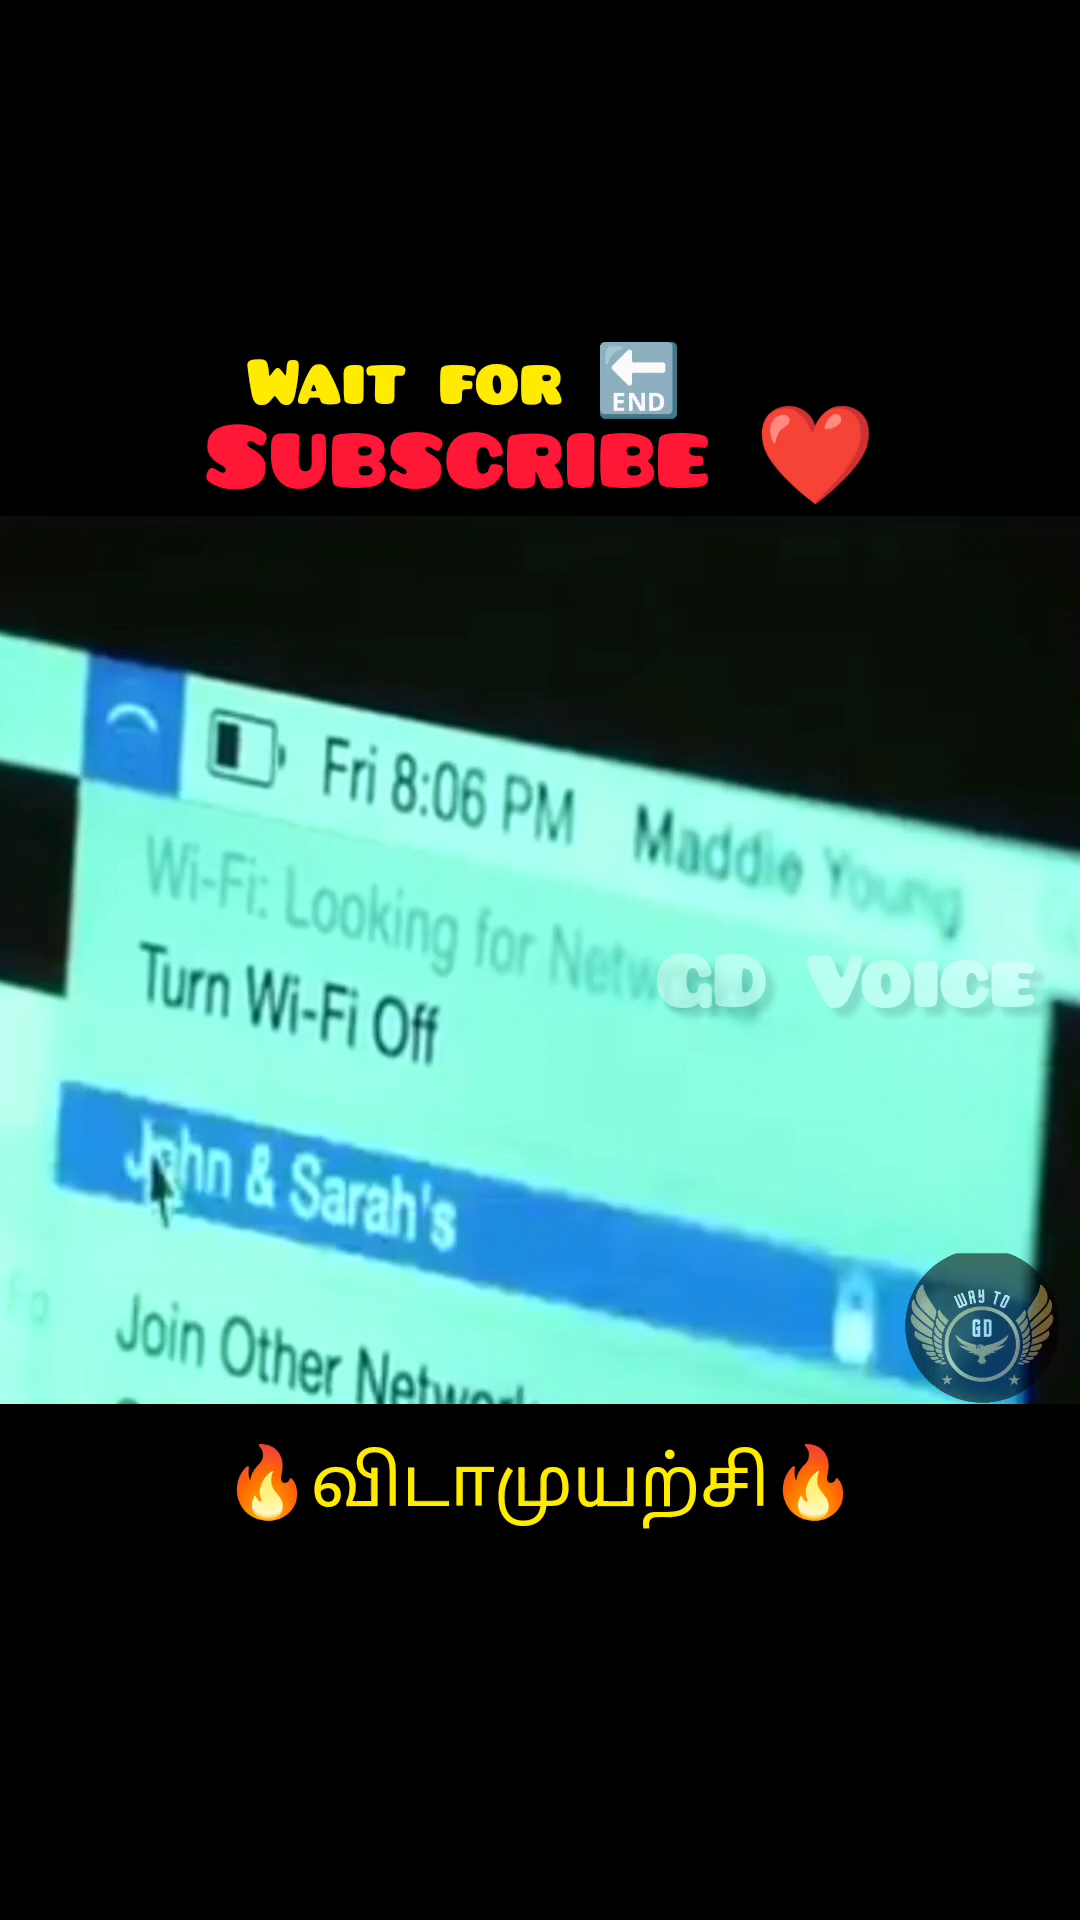 WAIT FOR 🔙
END
SUBSCRIBE ❤️
Fri 8:06 PM Maddie Young
Wi-Fi: Looking for
GD VOICE
Turn Wi-Fi Off
John & Sarah's
WAY TO
GD
Join Other Network
🔥விடாமுயற்சி🔥